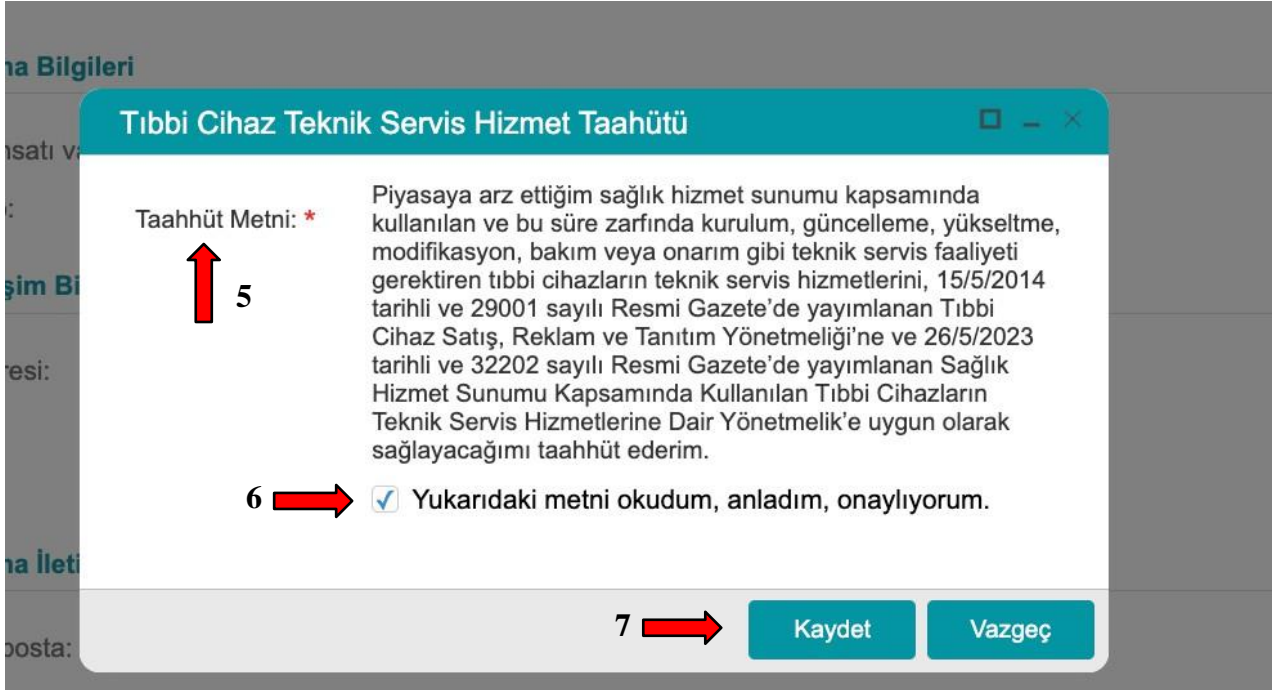 na Bilgileri
Tıbbi Cihaz Teknik Servis Hizmet Taahütü
nsatı va
:
Taahhüt Metni: *
Piyasaya arz ettiğim sağlık hizmet sunumu kapsamında
kullanılan ve bu süre zarfında kurulum, güncelleme, yükseltme,
modifikasyon, bakım veya onarım gibi teknik servis faaliyeti
gerektiren tıbbi cihazların teknik servis hizmetlerini, 15/5/2014
tarihli ve 29001 sayılı Resmi Gazete’de yayımlanan Tıbbi
Cihaz Satış, Reklam ve Tanıtım Yönetmeliği’ne ve 26/5/2023
tarihli ve 32202 sayılı Resmi Gazete’de yayımlanan Sağlık
Hizmet Sunumu Kapsamında Kullanılan Tıbbi Cihazların
Teknik Servis Hizmetlerine Dair Yönetmelik’e uygun olarak
sağlayacağımı taahhüt ederim.
5
şim Bi
resi:
6
Yukarıdaki metni okudum, anladım, onaylıyorum.
na İleti
7
Kaydet
Vazgeç
posta: